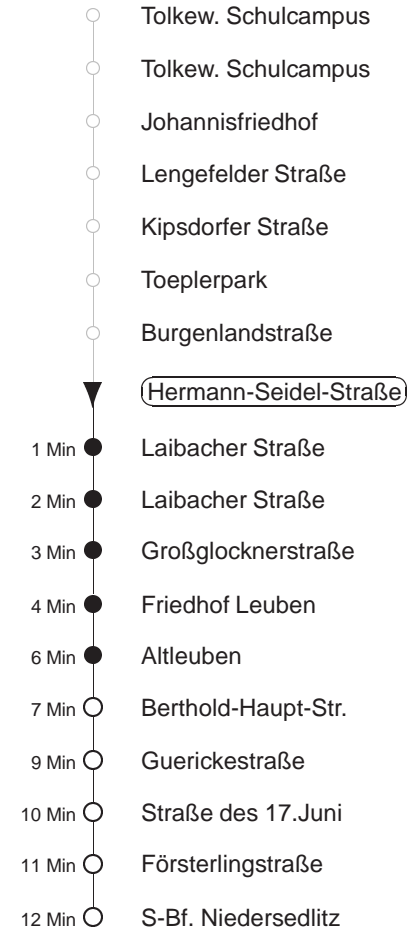 Tolkew. Schulcampus
Tolkew. Schulcampus
Johannisfriedhof
Lengefelder Straße
Kipsdorfer Straße
Toeplerpark
Burgenlandstraße
Hermann-Seidel-Straße
1 Min Laibacher Straße
2 Min Laibacher Straße
3 Min Großglocknerstraße
4 Min Friedhof Leuben
6 Min Altleuben
7 Min Berthold-Haupt-Str.
9 Min Guerickestraße
10 Min Straße des 17.Juni
11 Min Försterlingstraße
12 Min S-Bf. Niedersedlitz